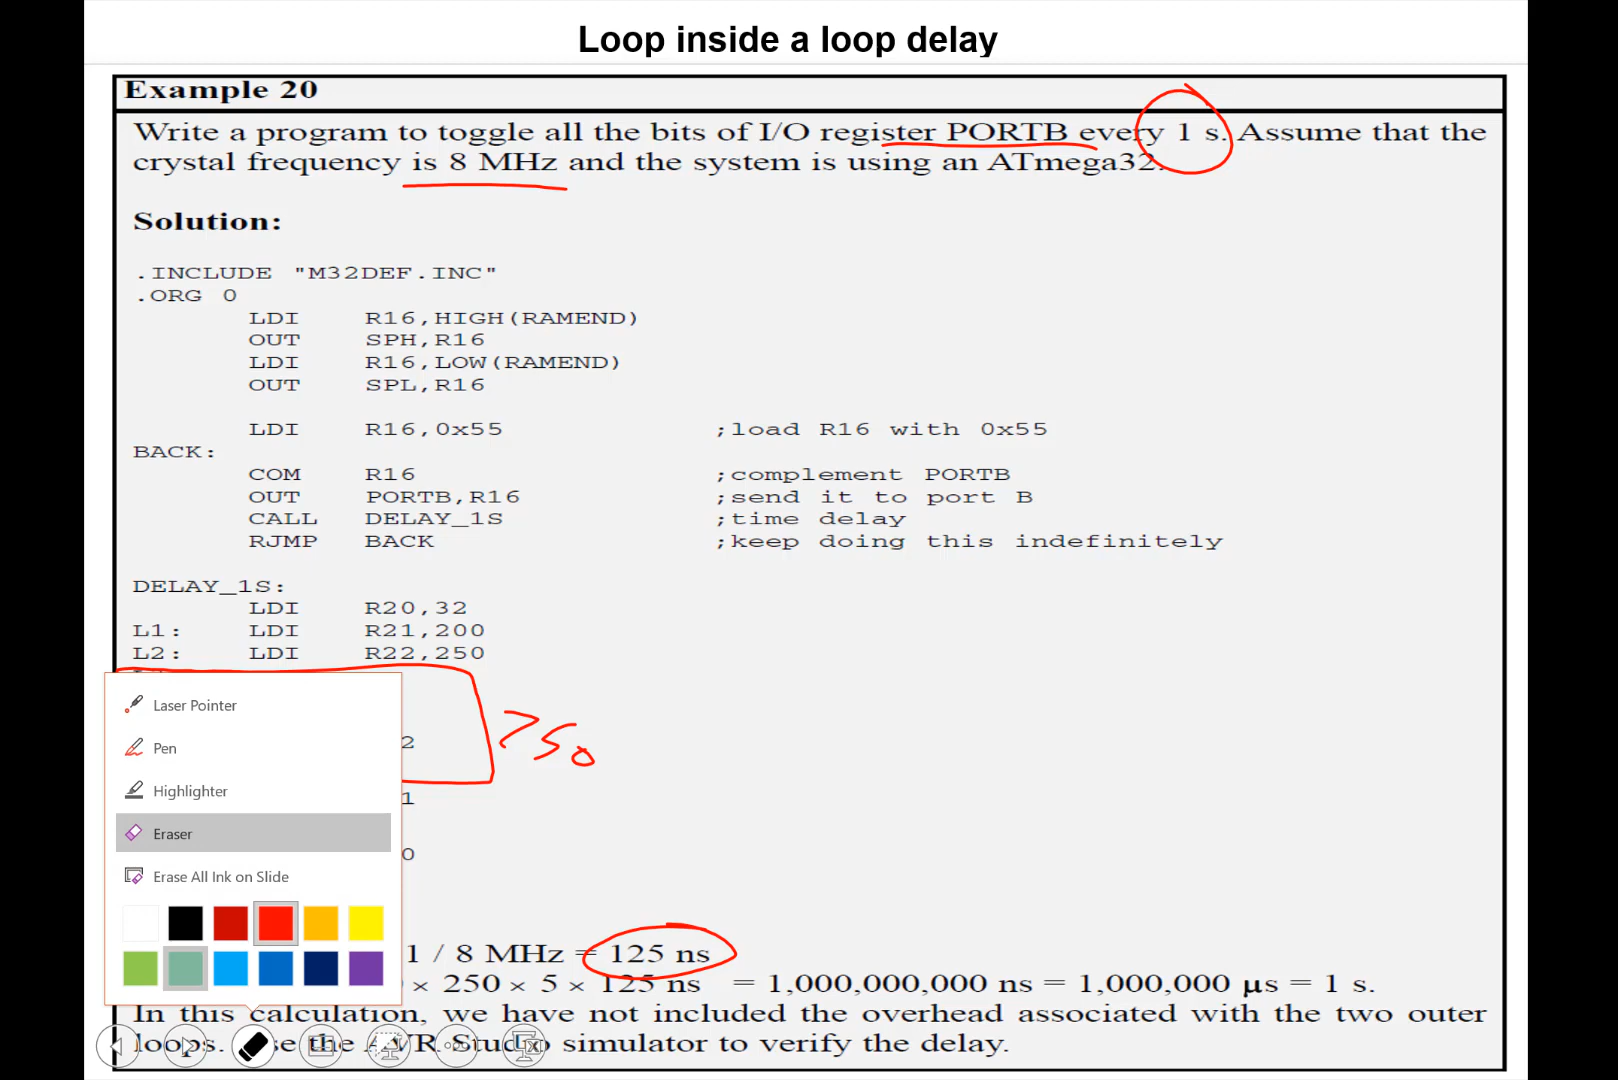 Loop inside a loop delay
Example 20
Write a program to toggle all the bits of I/O register PORTB every 1 s. Assume that the
crystal frequency is 8 MHz and the system is using an ATmega32.
Solution:
.INCLUDE "M32DEF.INC"
.ORG 0
LDI R16,HIGH(RAMEND)
OUT SPH,R16
LDI R16,LOW(RAMEND)
OUT SPL,R16
LDI R16,0x55 ;load R16 with 0x55
BACK:
COM R16 ;complement PORTB
OUT PORTB,R16 ;send it to port B
CALL DELAY_1S ;time delay
RJMP BACK ;keep doing this indefinitely
DELAY_1S:
LDI R20,32
L1: LDI R21,200
L2: LDI R22,250
Laser Pointer
Pen
2
Highlighter
1
Eraser
0
Erase All Ink on Slide
1 / 8 MHz = 125 ns
× 250 × 5 × 125 ns = 1,000,000,000 ns = 1,000,000 µs = 1 s.
In this calculation, we have not included the overhead associated with the two outer
loops. the AVR Studio simulator to verify the delay.